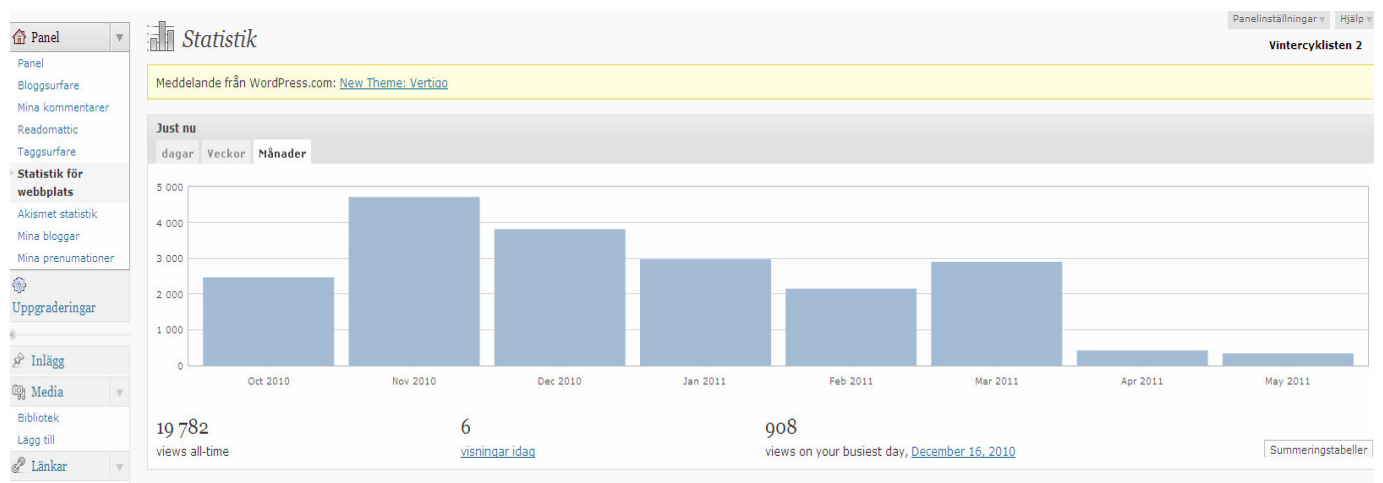 Panel
Panel
Bloggsurfare
Mina kommentarer
Readomattic
Taggsurfare
Statistik för
webbplats
Akismet statistik
Mina bloggar
Mina prenumationer
Uppgraderingar
Inlägg
Media
Bibliotek
Lägg till
Länkar
Panelinställningar
Hjälp
Statistik
Vintercyklisten 2
Meddelande från WordPress.com: New Theme: Vertigo
Just nu
dagar Veckor Månader
5 000
4 000
3 000
2 000
1 000
0
Oct 2010 Nov 2010 Dec 2010 Jan 2011 Feb 2011 Mar 2011 Apr 2011 May 2011
19 782 6 908
views all-time visningar idag views on your busiest day, December 16, 2010
Summeringstabeller